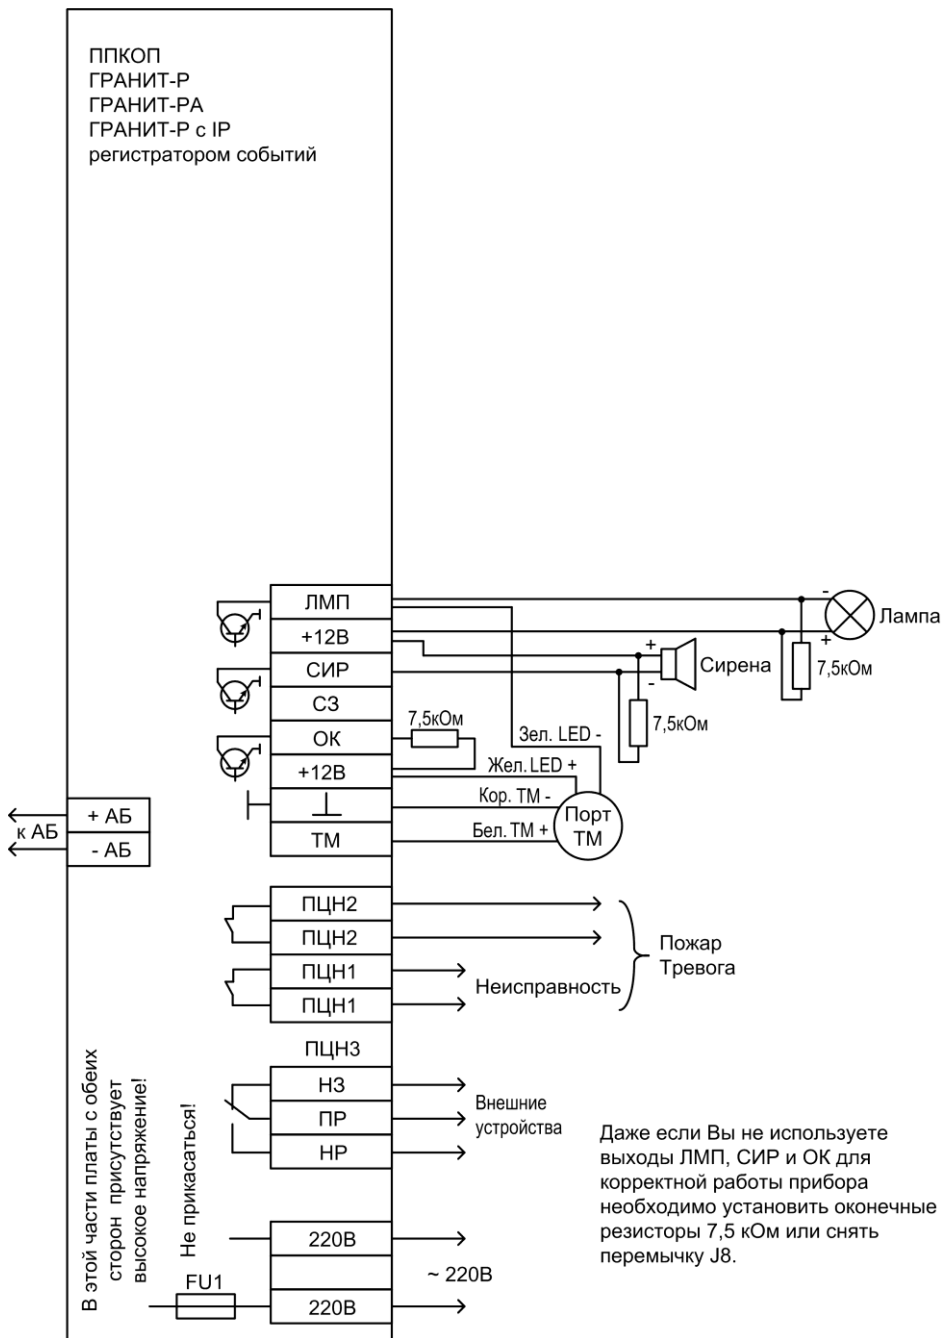 ППКОП
ГРАНИТ-Р
ГРАНИТ-РА
ГРАНИТ-Р с IP
регистратором событий
ЛМП
+12В
СИР
СЗ
ОК
+12В
⊥
ТМ
-
+
Лампа
7,5кОм
+
-
Сирена
7,5кОм
7,5кОм
Зел. LED -
Жел. LED +
Кор. ТМ -
Бел. ТМ +
Порт
ТМ
к АБ
+ АБ
- АБ
ПЦН2
ПЦН2
ПЦН1
ПЦН1
Неисправность
Пожар
Тревога
ПЦН3
НЗ
ПР
НР
Внешние
устройства
В этой части платы с обеих
сторон присутствует
высокое напряжение!
Не прикасаться!
220В
~ 220В
FU1
220В
Даже если Вы не используете
выходы ЛМП, СИР и ОК для
корректной работы прибора
необходимо установить оконечные
резисторы 7,5 кОм или снять
перемычку J8.